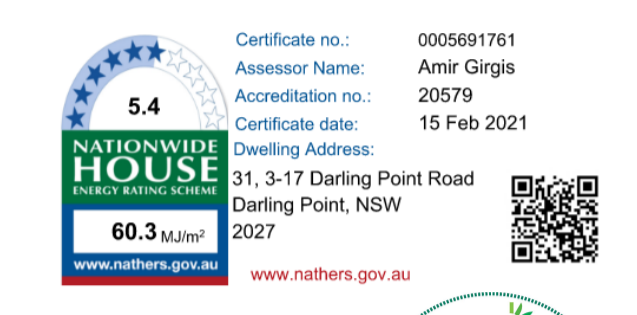 Certificate no.: 0005691761
Assessor Name: Amir Girgis
Accreditation no.: 20579
Certificate date: 15 Feb 2021
Dwelling Address:
31, 3-17 Darling Point Road
Darling Point, NSW
2027
www.nathers.gov.au
5.4
NATIONWIDE
HOUSE
ENERGY RATING SCHEME
60.3 MJ/m²
www.nathers.gov.au